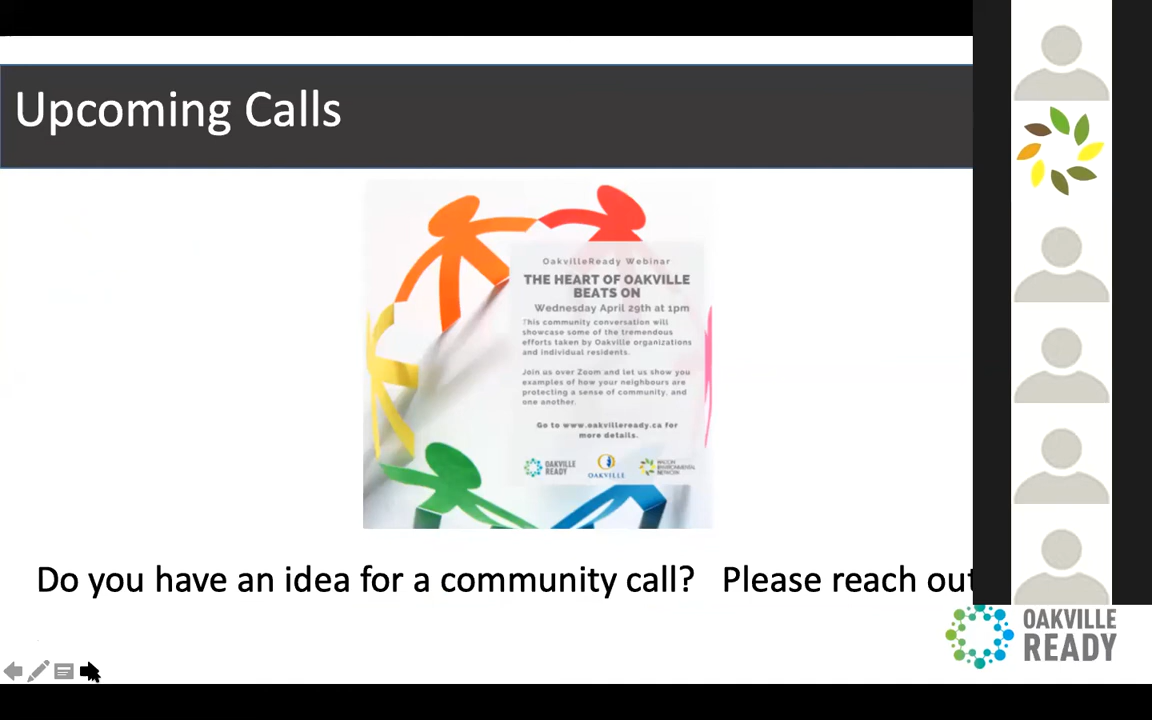 Upcoming Calls
OakvilleReady Webinar
THE HEART OF OAKVILLE
BEATS ON
Wednesday April 29th at 1pm
This community conversation will
showcase some of the tremendous
efforts taken by Oakville organizations
and individual residents.
Join us over Zoom and let us show you
examples of how your neighbours are
protecting a sense of community, and
one another.
Go to www.oakvilleready.ca for
more details.
OAKVILLE
READY
OAKVILLE
HALTON
ENVIRONMENTAL
NETWORK
Do you have an idea for a community call? Please reach out
OAKVILLE
READY